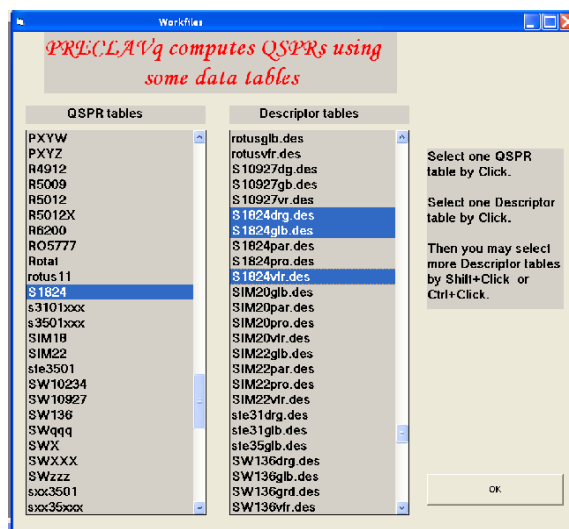 Workfiles
PRECLAVq computes QSPRs using
some data tables
QSPR tables
PXYW
PXYZ
R4912
R5009
R5012
R5012X
R6200
RO5777
Rotat
rotus11
S1824
s3101xxx
s3501xxx
SIM18
SIM22
ste3501
SW10234
SW10927
SW136
SWqqq
SWX
SWXXX
SWzzz
sxx3501
sxx35xxx
Descriptor tables
rotusglb.des
rotusvfr.des
S10927dg.des
S10927gb.des
S10927vr.des
S1824drg.des
S1824glb.des
S1824par.des
S1824pro.des
S1824vfr.des
SIM20glb.des
SIM20par.des
SIM20pro.des
SIM20vfr.des
SIM22glb.des
SIM22par.des
SIM22pro.des
SIM22vfr.des
ste31drg.des
ste31glb.des
ste35glb.des
SW136drg.des
SW136glb.des
SW136grd.des
SW136vfr.des
Select one QSPR
table by Click.
Select one Descriptor
table by Click.
Then you may select
more Descriptor tables
by Shift+Click or
Ctrl+Click.
OK